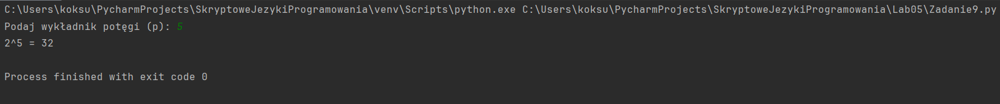 C:\Users\koksu\PycharmProjects\SkryptoweJezykiProgramowania\venv\Scripts\python.exe C:\Users\koksu\PycharmProjects\SkryptoweJezykiProgramowania\Lab05\Zadanie9.py
Podaj wykładnik potęgi (p): 5
2^5 = 32
Process finished with exit code 0